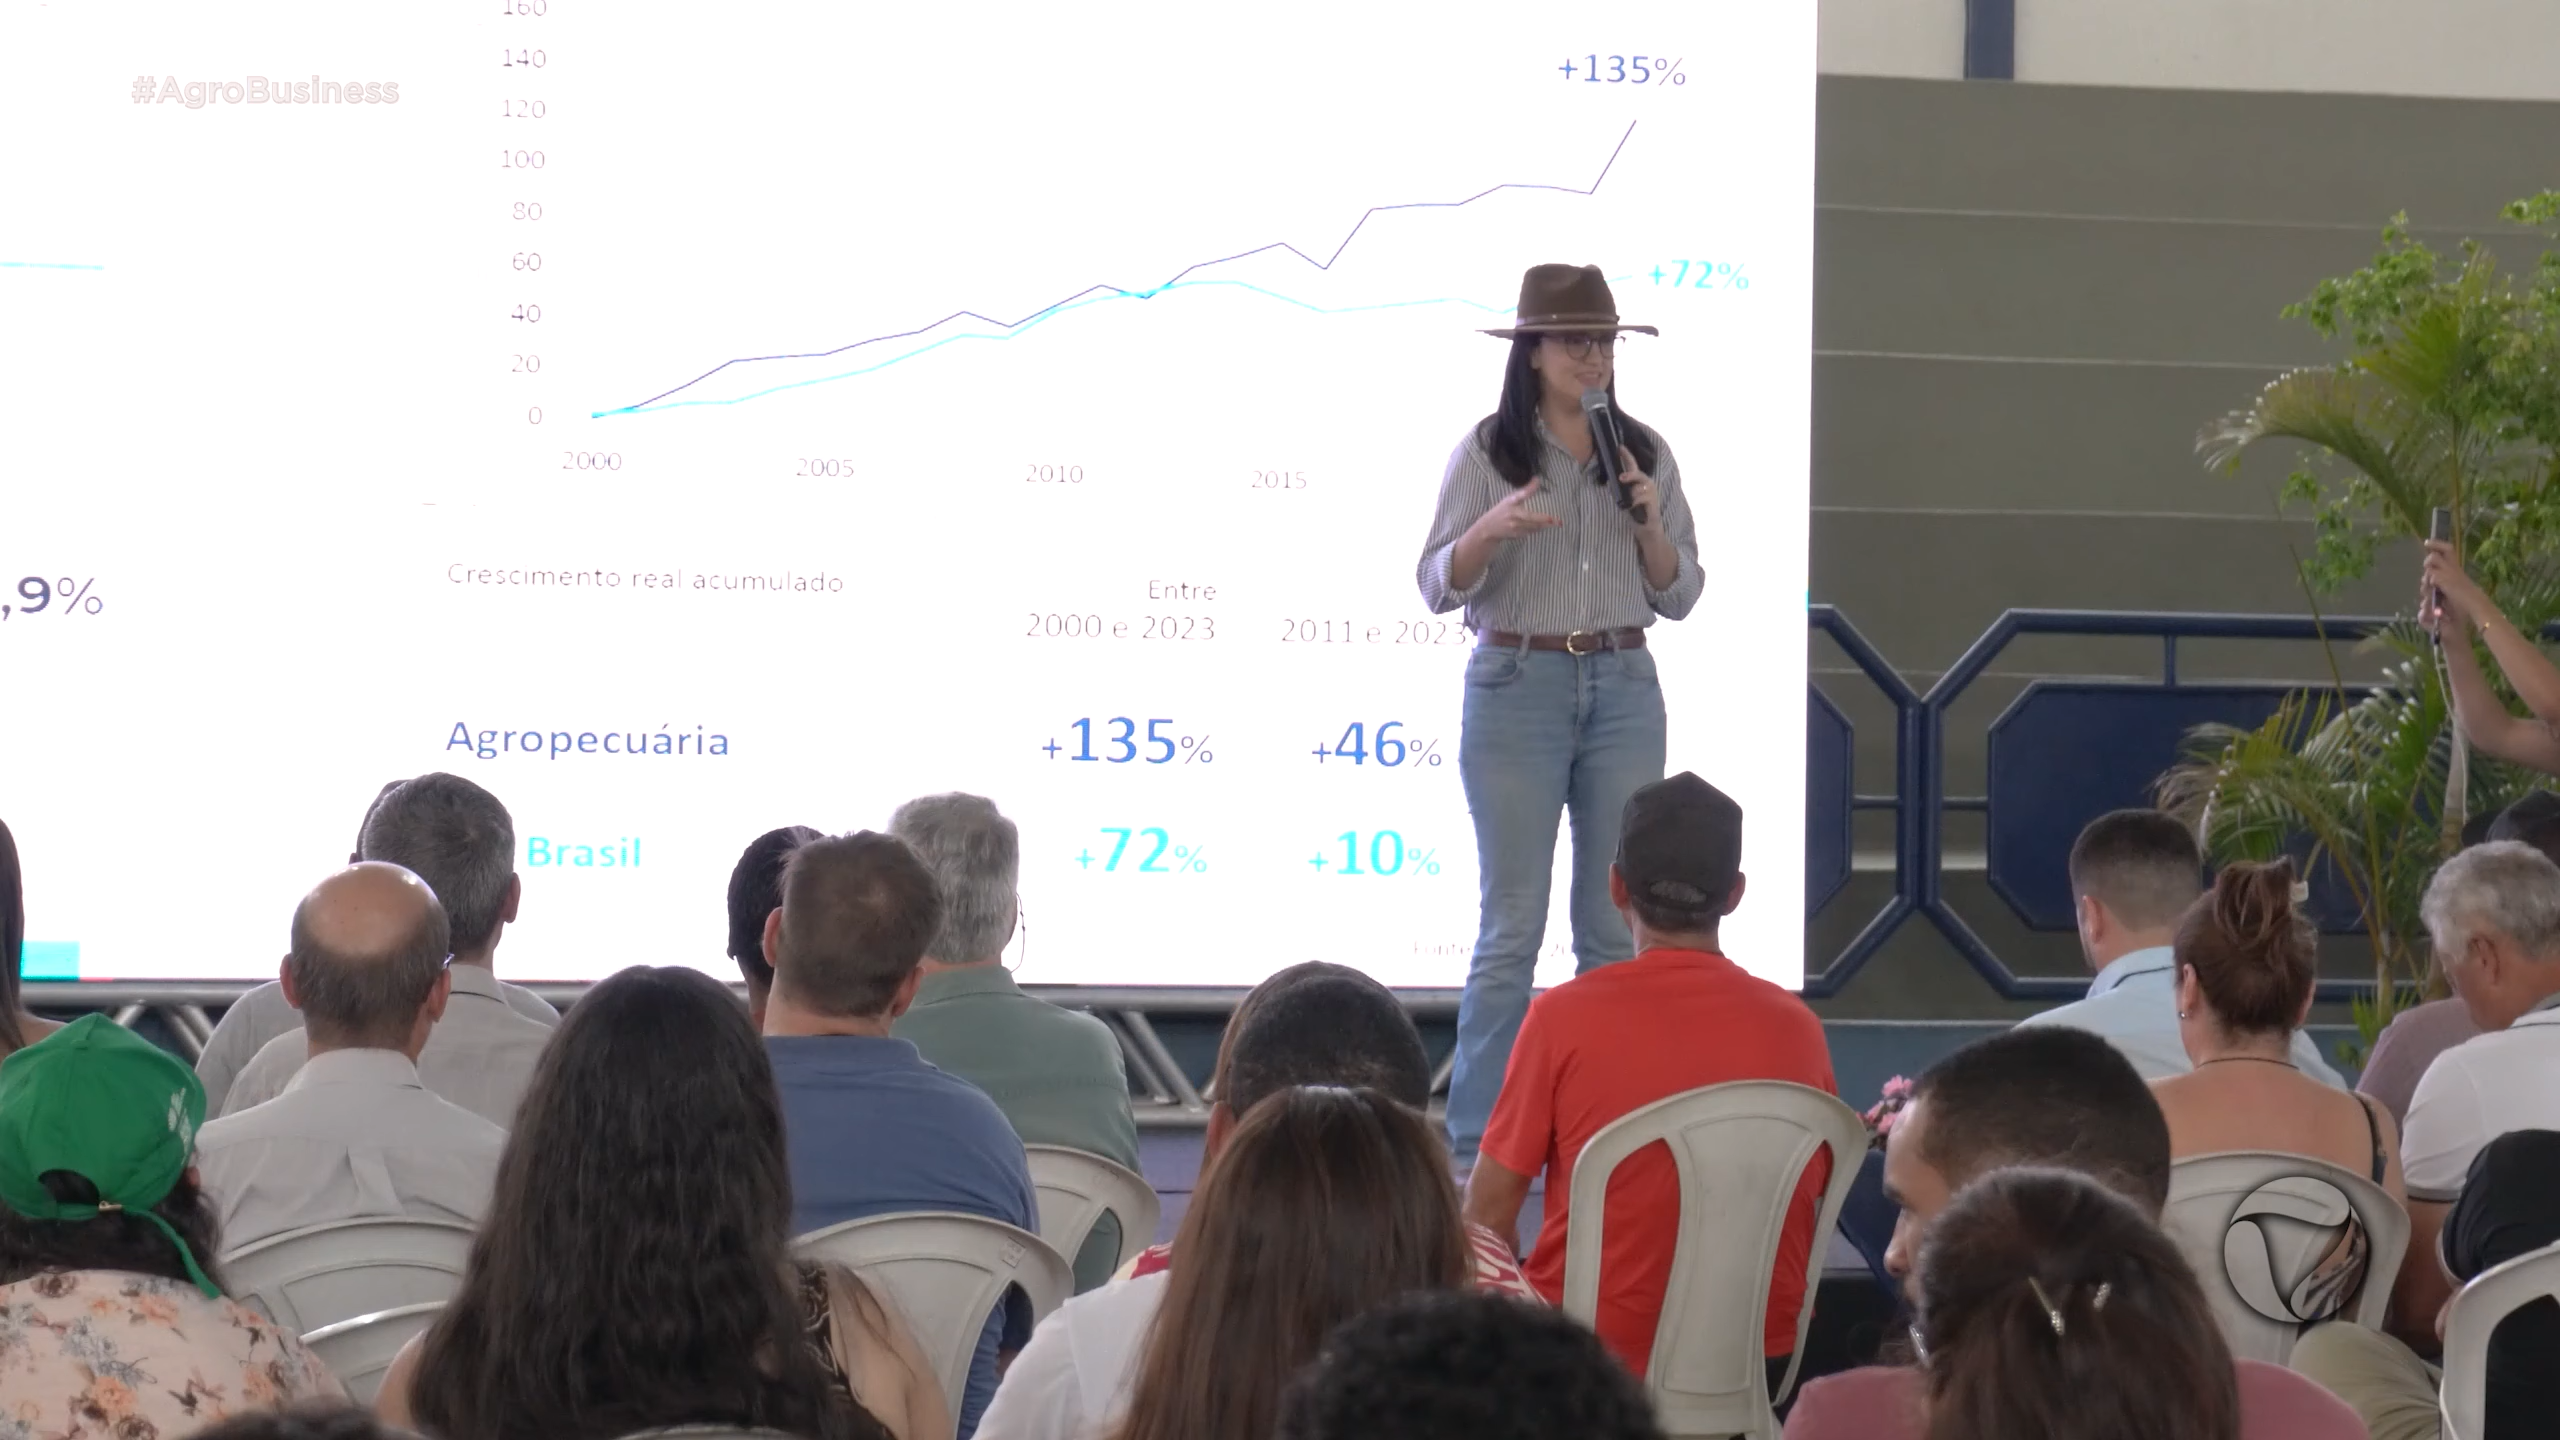 #AgroBusiness
160
140
120
100
80
60
40
20
0
+135%
+72%
2000
2005
2010
2015
,9%
Crescimento real acumulado
Entre
2000 e 2023
2011 e 2023
Agropecuária
+135%
+46%
Brasil
+72%
+10%